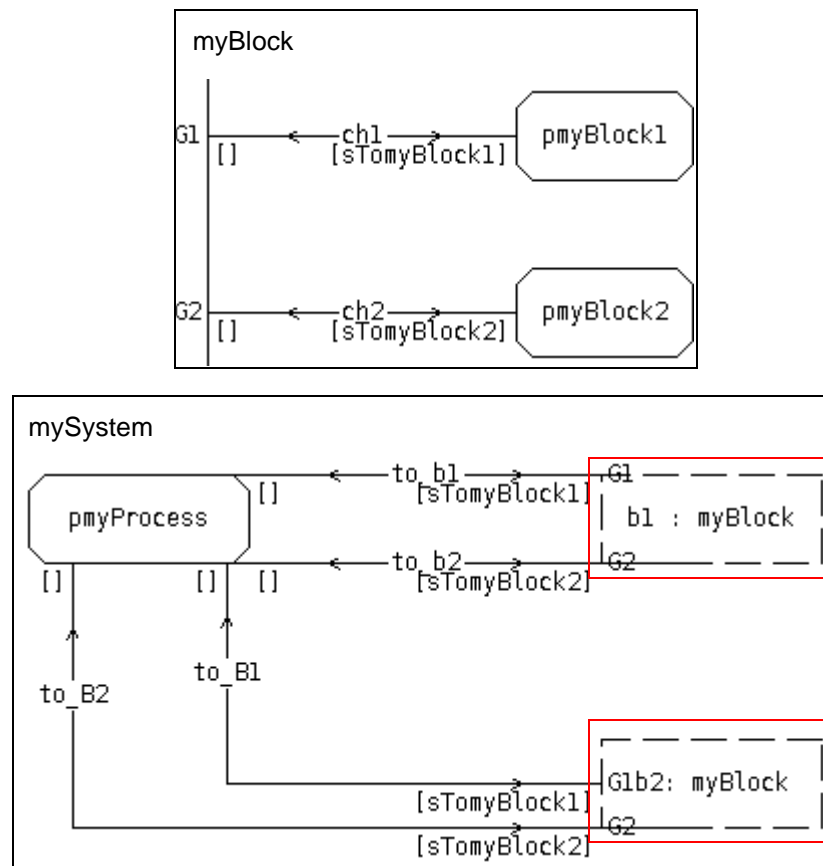 myBlock
G1 ch1 pmyBlock1
[] [sTomyBlock1]
G2 ch2 pmyBlock2
[] [sTomyBlock2]
mySystem
to_b1 G1
[] [sTomyBlock1]
pmyProcess b1 : myBlock
to_b2 G2
[] [] [] [sTomyBlock2]
to_B1
to_B2
G1b2: myBlock
[sTomyBlock1]
G2
[sTomyBlock2]